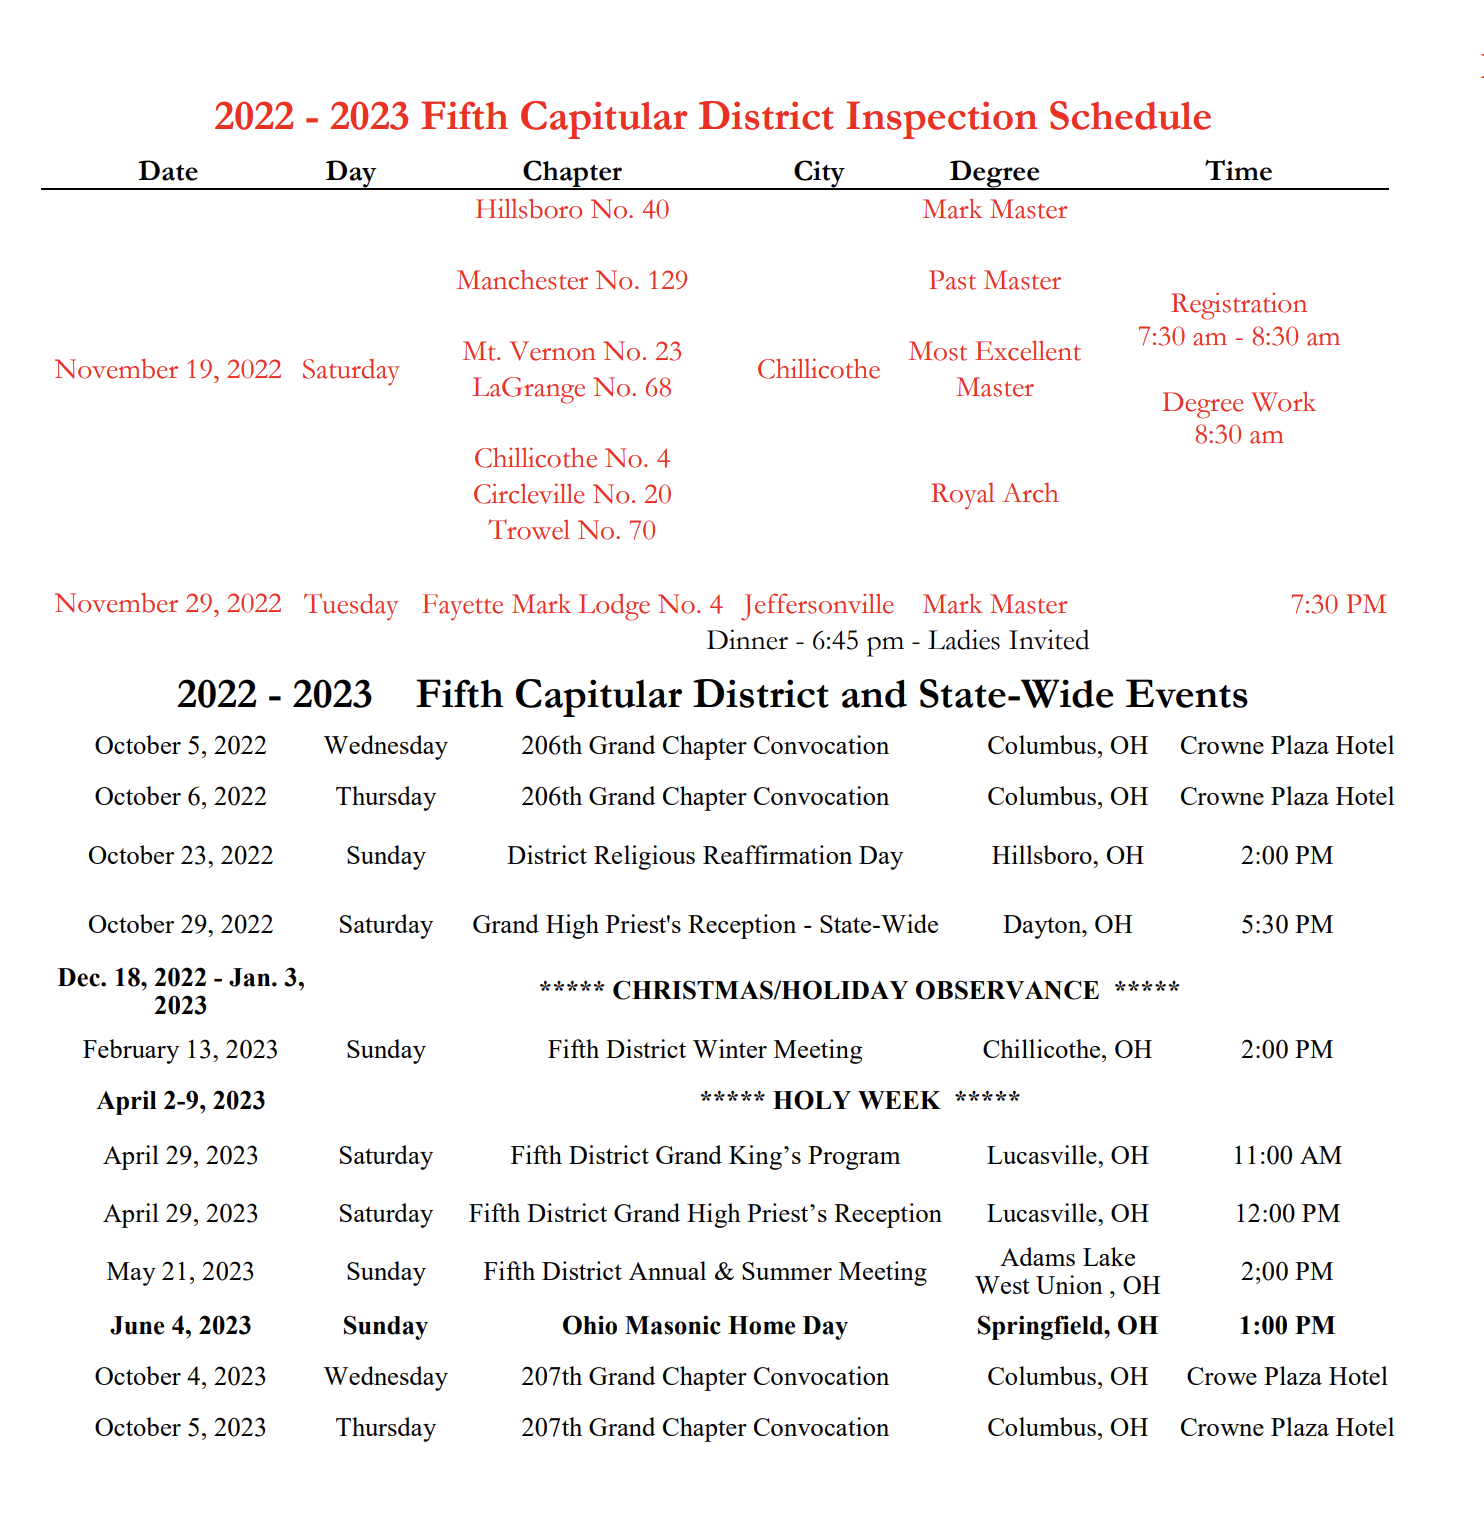 2022 - 2023 Fifth Capitular District Inspection Schedule
Date Day Chapter City Degree Time
Hillsboro No. 40 Mark Master
Manchester No. 129 Past Master
Registration
7:30 am - 8:30 am
Mt. Vernon No. 23 Most Excellent
November 19, 2022 Saturday Chillicothe
LaGrange No. 68 Master
Degree Work
8:30 am
Chillicothe No. 4
Circleville No. 20 Royal Arch
Trowel No. 70
November 29, 2022 Tuesday Fayette Mark Lodge No. 4 Jeffersonville Mark Master 7:30 PM
Dinner - 6:45 pm - Ladies Invited
2022 - 2023 Fifth Capitular District and State-Wide Events
October 5, 2022 Wednesday 206th Grand Chapter Convocation Columbus, OH Crowne Plaza Hotel
October 6, 2022 Thursday 206th Grand Chapter Convocation Columbus, OH Crowne Plaza Hotel
October 23, 2022 Sunday District Religious Reaffirmation Day Hillsboro, OH 2:00 PM
October 29, 2022 Saturday Grand High Priest's Reception - State-Wide Dayton, OH 5:30 PM
Dec. 18, 2022 - Jan. 3,
2023
***** CHRISTMAS/HOLIDAY OBSERVANCE *****
February 13, 2023 Sunday Fifth District Winter Meeting Chillicothe, OH 2:00 PM
April 2-9, 2023 ***** HOLY WEEK *****
April 29, 2023 Saturday Fifth District Grand King’s Program Lucasville, OH 11:00 AM
April 29, 2023 Saturday Fifth District Grand High Priest’s Reception Lucasville, OH 12:00 PM
Adams Lake
May 21, 2023 Sunday Fifth District Annual & Summer Meeting West Union , OH 2;00 PM
June 4, 2023 Sunday Ohio Masonic Home Day Springfield, OH 1:00 PM
October 4, 2023 Wednesday 207th Grand Chapter Convocation Columbus, OH Crowe Plaza Hotel
October 5, 2023 Thursday 207th Grand Chapter Convocation Columbus, OH Crowne Plaza Hotel